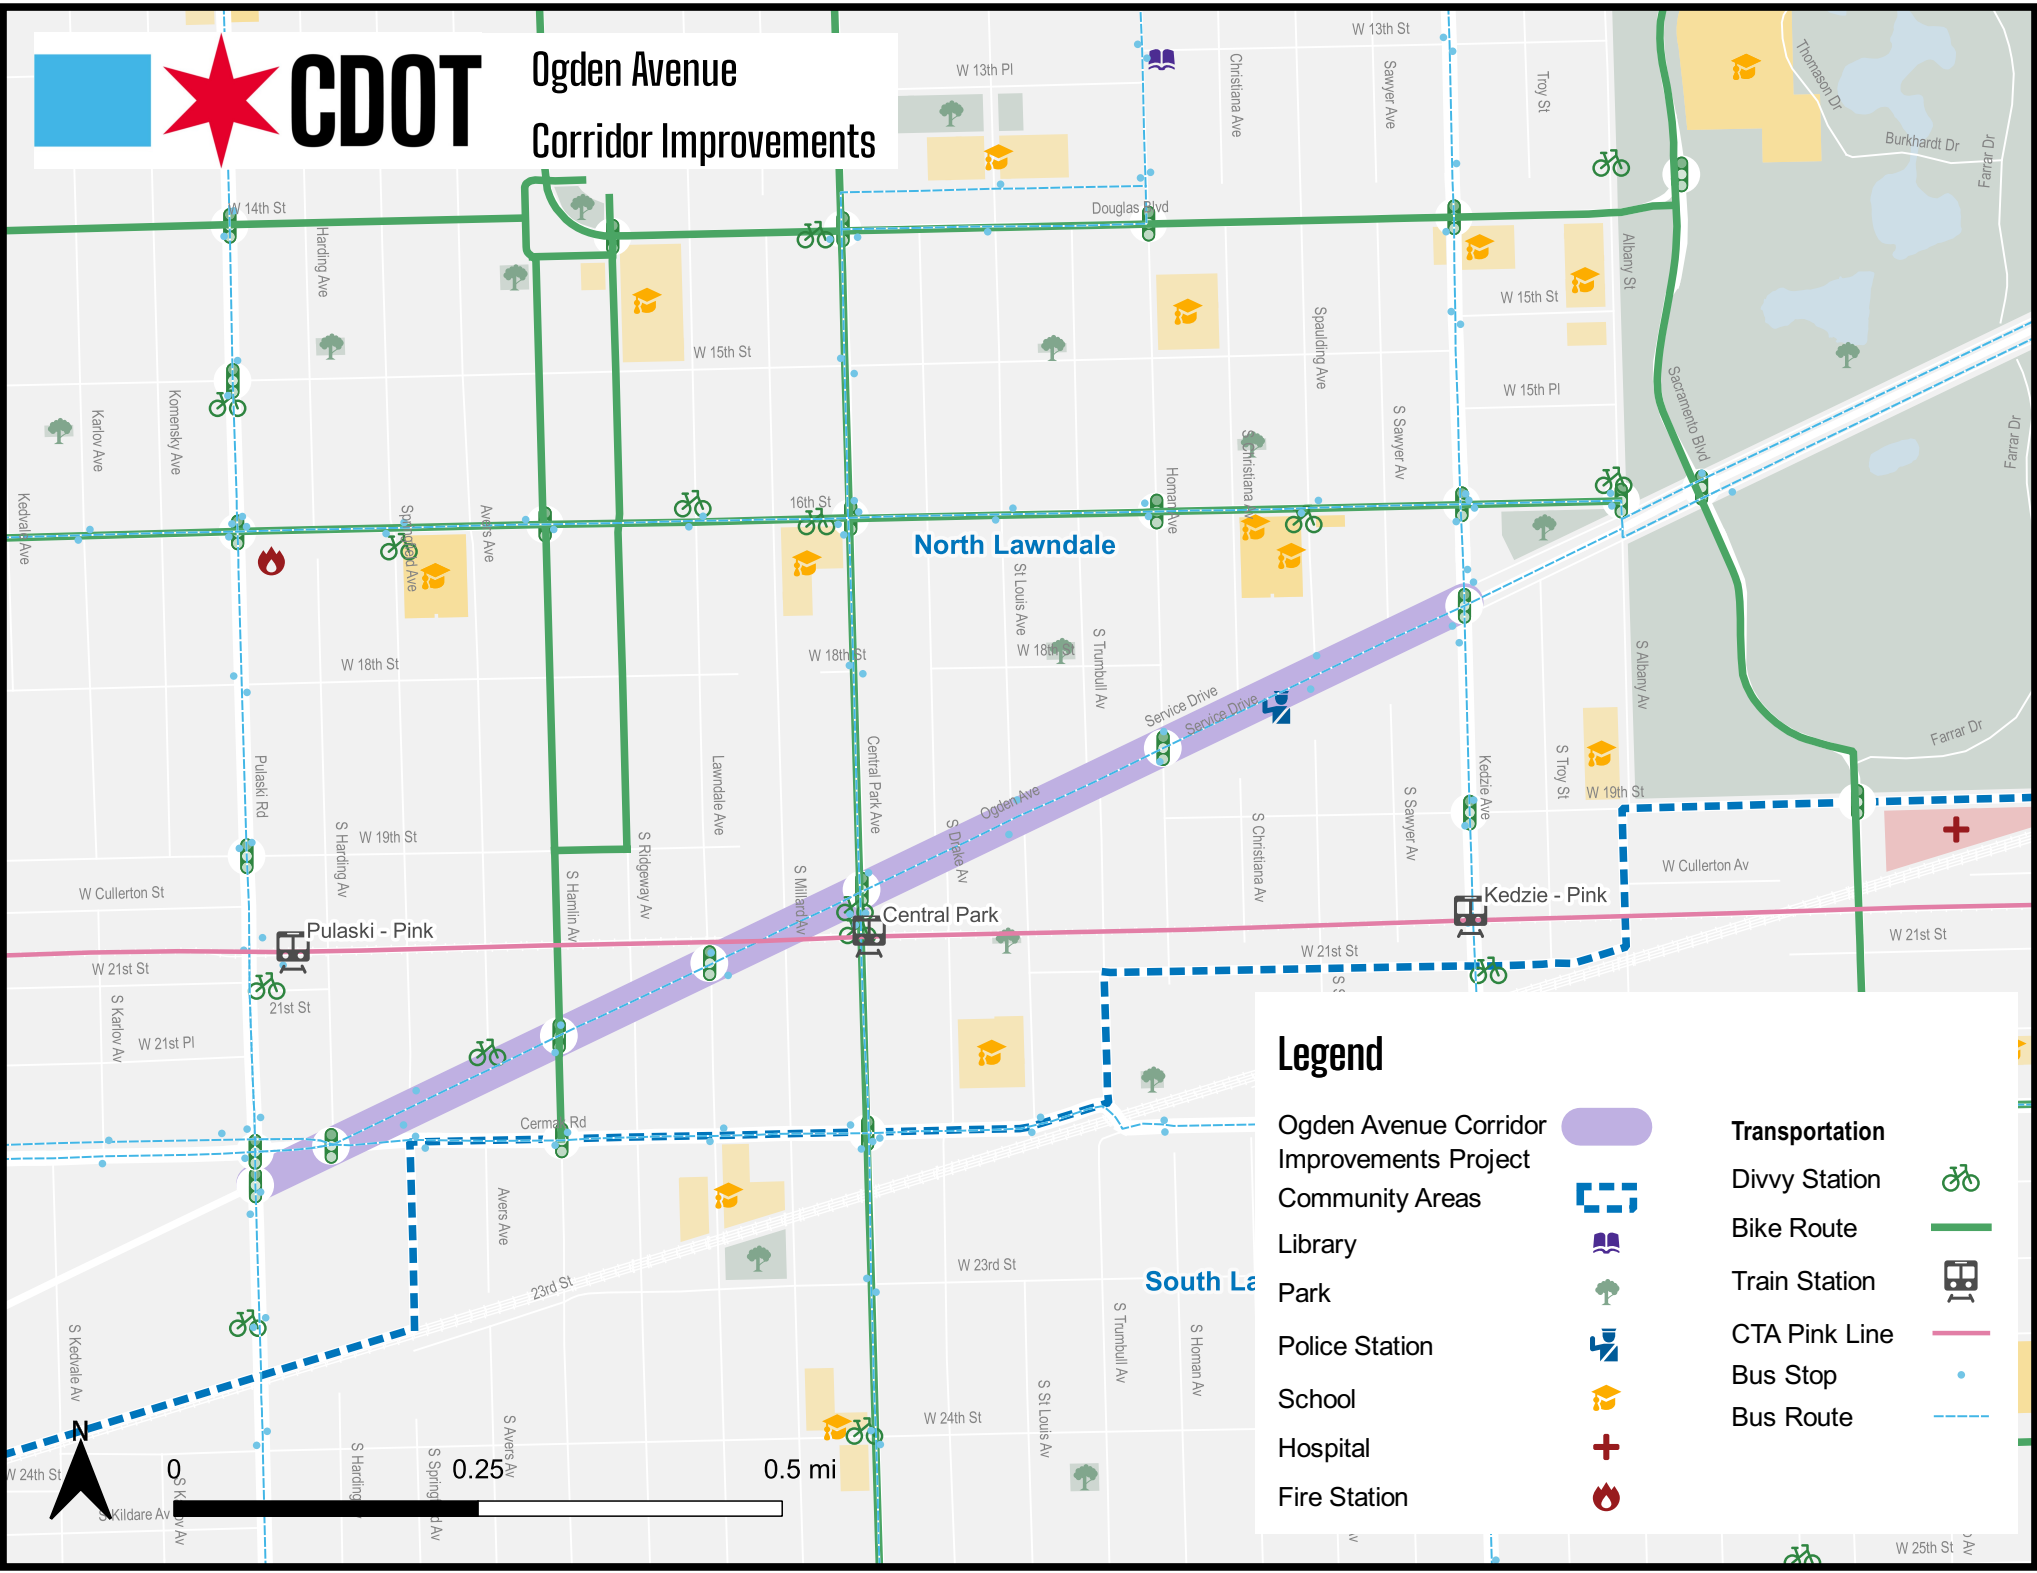 CDOT
Ogden Avenue
Corridor Improvements
W 13th St
W 13th Pl
Christiana Ave
Sawyer Ave
Troy St
Thomason Dr
Burkhardt Dr
Farrar Dr
W 14th St
Douglas Blvd
Harding Ave
Albany St
W 15th St
W 15th St
Spaulding Ave
W 15th Pl
Sacramento Blvd
Karlov Ave
Komensky Ave
S Sawyer Av
S Christiana Av
Farrar Dr
Kedvale Ave
Springfield Ave
Avers Ave
16th St
Homan Ave
North Lawndale
St Louis Ave
S Trumbull Av
W 18th St
W 18th St
W 18th St
S Albany Av
Service Drive
Service Drive
Farrar Dr
Pulaski Rd
Lawndale Ave
Central Park Ave
Ogden Ave
Kedzie Ave
S Troy St
W 19th St
S Harding Av
W 19th St
S Ridgeway Av
S Drake Av
S Christiana Av
S Sawyer Av
W Cullerton Av
W Cullerton St
S Hamlin Av
S Millard Av
Central Park
Kedzie - Pink
Pulaski - Pink
W 21st St
W 21st St
W 21st St
21st St
S Karlov Av
W 21st Pl
Cermak Rd
Avers Ave
23rd St
W 23rd St
South La
S Kedvale Av
S Trumbull Av
S Homan Av
S St Louis Av
W 24th St
S Avers Av
S Harding
W 24th St
S Kildare Av
W 25th St
N
0
0.25
0.5 mi
Legend
Ogden Avenue Corridor
Improvements Project
Community Areas
Library
Park
Police Station
School
Hospital
Fire Station
Transportation
Divvy Station
Bike Route
Train Station
CTA Pink Line
Bus Stop
Bus Route